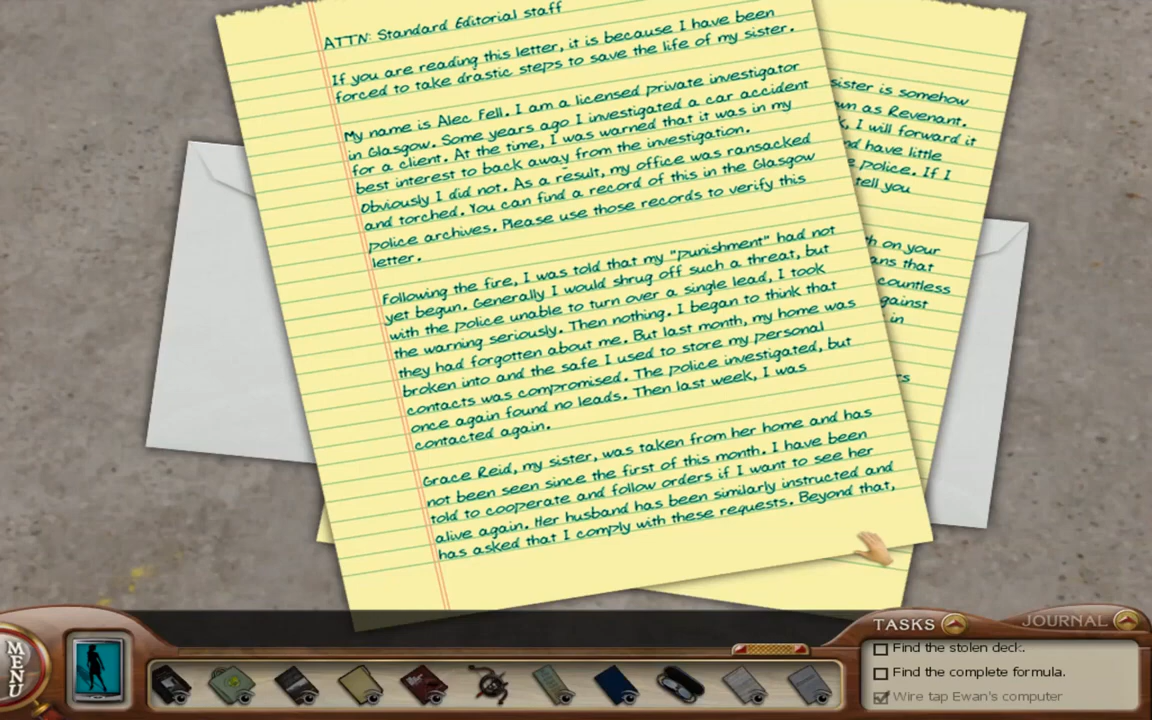 ATTN: Standard Editorial staff
If you are reading this letter, it is because I have been
forced to take drastic steps to save the life of my sister.
My name is Alec Fell. I am a licensed private investigator
in Glasgow. Some years ago I investigated a car accident
for a client. At the time, I was warned that it was in my
best interest to back away from the investigation.
Obviously I did not. As a result, my office was ransacked
and torched. You can find a record of this in the Glasgow
police archives. Please use those records to verify this
letter.
Following the fire, I was told that my "punishment" had not
yet begun. Generally I would shrug off such a threat, but
with the police unable to turn over a single lead, I took
the warning seriously. Then nothing. I began to think that
they had forgotten about me. But last month, my home was
broken into and the safe I used to store my personal
contacts was compromised. The police investigated, but
once again found no leads. Then last week, I was
contacted again.
Grace Reid, my sister, was taken from her home and has
not been seen since the first of this month. I have been
told to cooperate and follow orders if I want to see her
alive again. Her husband has been similarly instructed and
has asked that I comply with these requests. Beyond that,
sister is somehow
as Revenant.
I will forward it
have little
police. If I
tell you
on your
that
countless
against
in
MENU
TASKS
JOURNAL
Find the stolen deck.
Find the complete formula.
Wire tap Ewan's computer